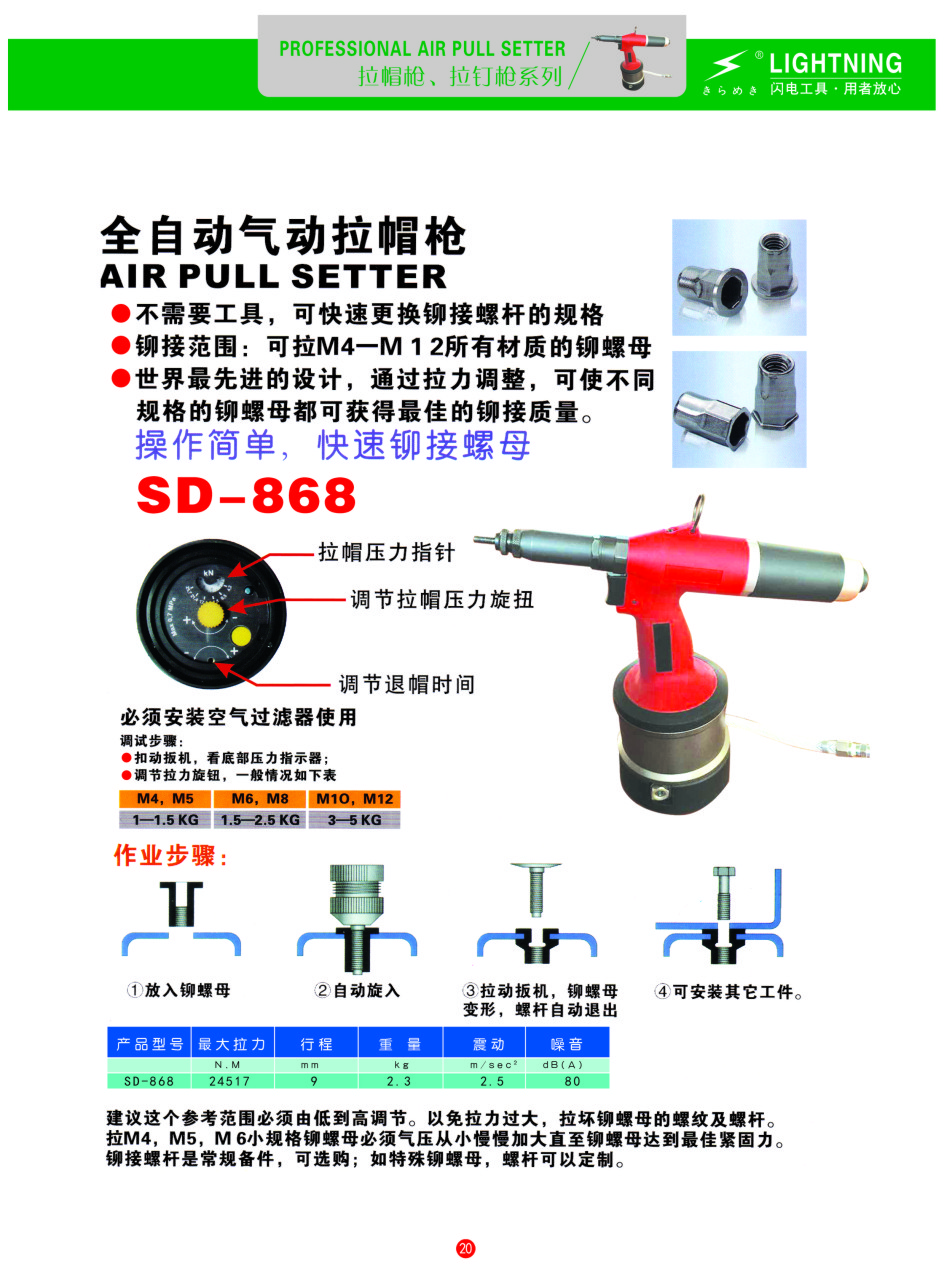 PROFESSIONAL AIR PULL SETTER
拉帽枪、拉钉枪系列
® LIGHTNING
きらめき 闪电工具·用者放心
全自动气动拉帽枪
AIR PULL SETTER
●不需要工具，可快速更换铆接螺杆的规格
●铆接范围：可拉M4—M12所有材质的铆螺母
●世界最先进的设计，通过拉力调整，可使不同
规格的铆螺母都可获得最佳的铆接质量。
操作简单，快速铆接螺母
SD-868
kN
Max 0,7 MPa
+ -
- +
拉帽压力指针
调节拉帽压力旋扭
调节退帽时间
必须安装空气过滤器使用
调试步骤：
●扣动扳机，看底部压力指示器；
●调节拉力旋钮，一般情况如下表
M4，M5 M6，M8 M10，M12
1—1.5 KG 1.5—2.5 KG 3—5 KG
作业步骤：
①放入铆螺母
②自动旋入
③拉动扳机，铆螺母
变形，螺杆自动退出
④可安装其它工件。
产品型号 最大拉力 行程 重量 震动 噪音
N.M mm kg m/sec² dB(A)
SD-868 24517 9 2.3 2.5 80
建议这个参考范围必须由低到高调节。以免拉力过大，拉坏铆螺母的螺纹及螺杆。
拉M4，M5，M6小规格铆螺母必须气压从小慢慢加大直至铆螺母达到最佳紧固力。
铆接螺杆是常规备件，可选购；如特殊铆螺母，螺杆可以定制。
20